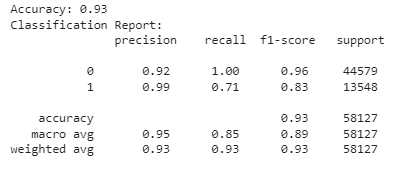 Accuracy: 0.93
Classification Report:
precision recall f1-score support
0 0.92 1.00 0.96 44579
1 0.99 0.71 0.83 13548
accuracy 0.93 58127
macro avg 0.95 0.85 0.89 58127
weighted avg 0.93 0.93 0.93 58127